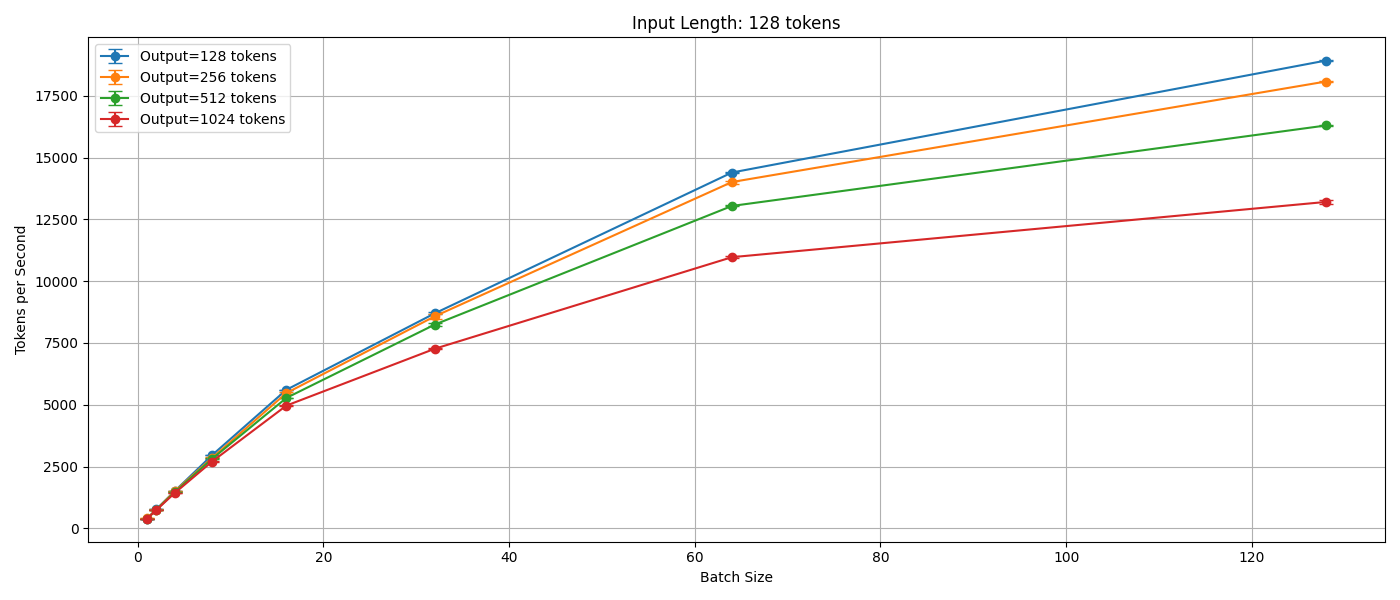 Input Length: 128 tokens
Output=128 tokens
Output=256 tokens
Output=512 tokens
Output=1024 tokens
Tokens per Second
17500
15000
12500
10000
7500
5000
2500
0
0 20 40 60 80 100 120
Batch Size